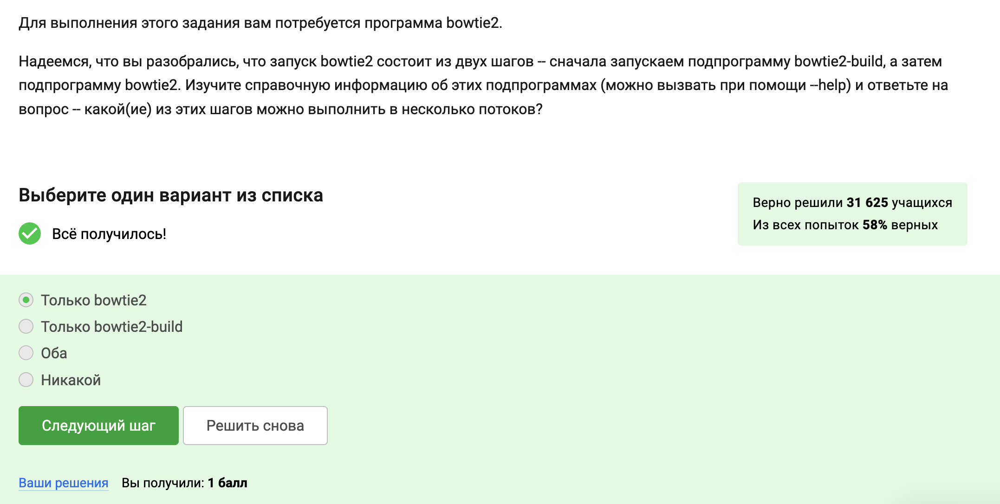 Для выполнения этого задания вам потребуется программа bowtie2.
Надеемся, что вы разобрались, что запуск bowtie2 состоит из двух шагов -- сначала запускаем подпрограмму bowtie2-build, а затем
подпрограмму bowtie2. Изучите справочную информацию об этих подпрограммах (можно вызвать при помощи --help) и ответьте на
вопрос -- какой(ие) из этих шагов можно выполнить в несколько потоков?
Выберите один вариант из списка
Верно решили 31 625 учащихся
Из всех попыток 58% верных
Всё получилось!
Только bowtie2
Только bowtie2-build
Оба
Никакой
Следующий шаг
Решить снова
Ваши решения
Вы получили: 1 балл